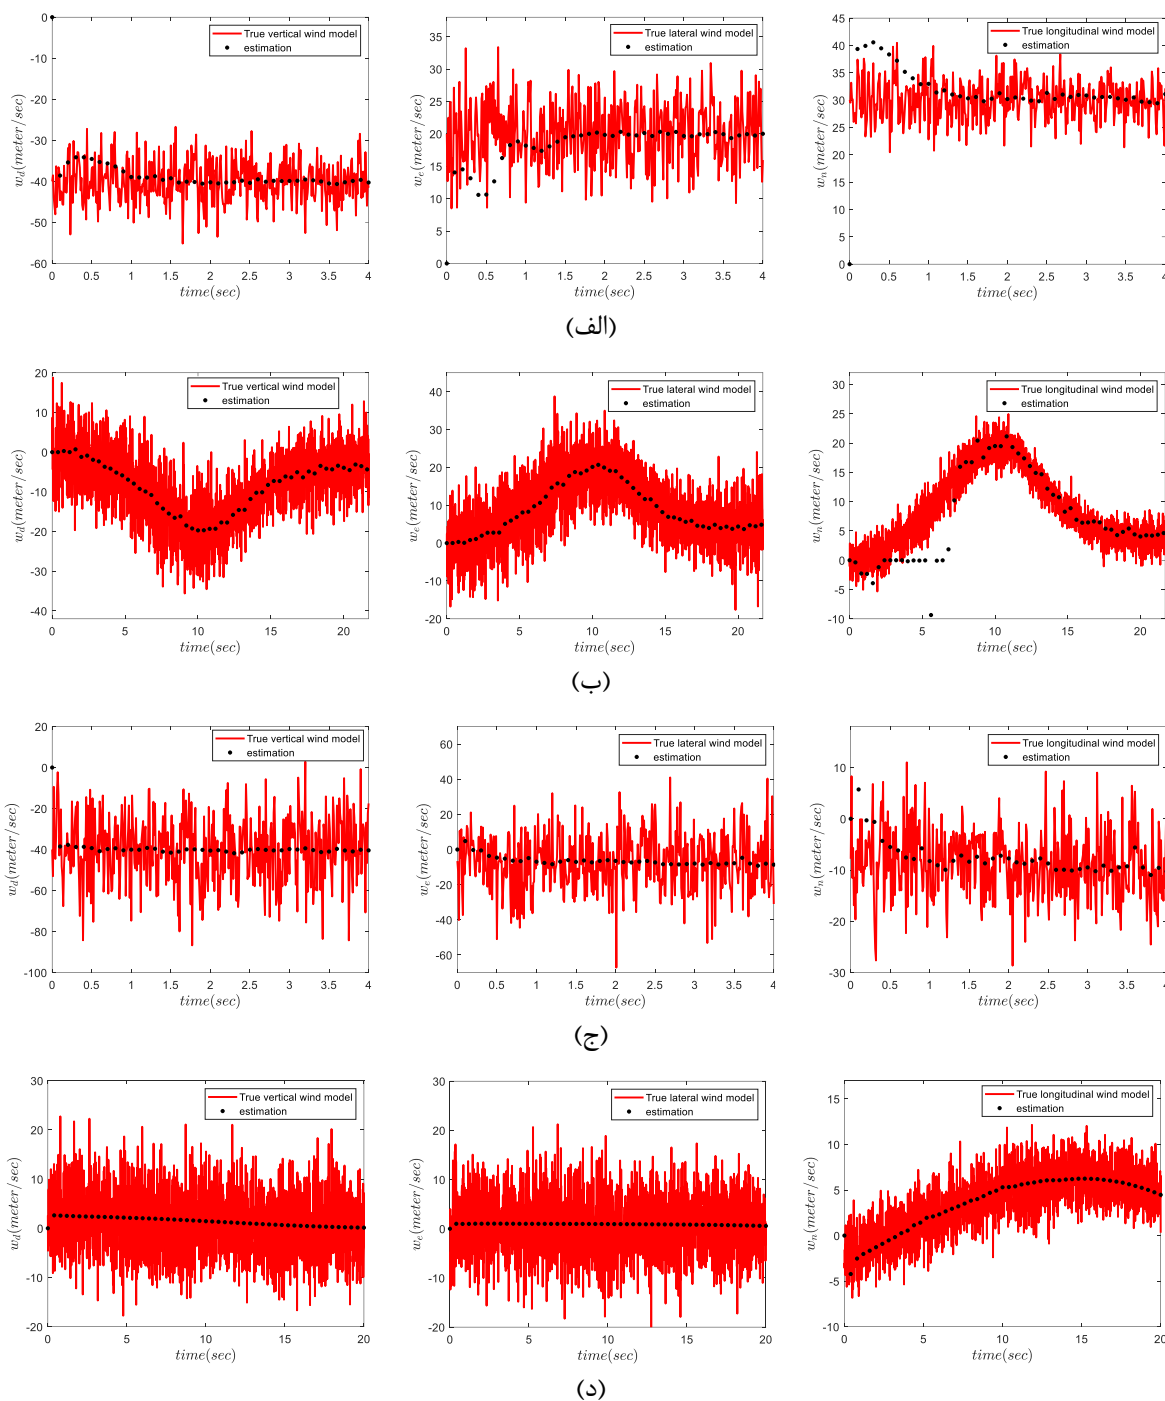 True vertical wind model
estimation
w_d(meter/sec)
0
-10
-20
-30
-40
-50
-60
0 0.5 1 1.5 2 2.5 3 3.5 4
time(sec)
True lateral wind model
estimation
w_e(meter/sec)
35
30
25
20
15
10
5
0
0 0.5 1 1.5 2 2.5 3 3.5 4
time(sec)
True longitudinal wind model
estimation
w_n(meter/sec)
45
40
35
30
25
20
15
10
5
0
0 0.5 1 1.5 2 2.5 3 3.5 4
time(sec)
(الف)
True vertical wind model
estimation
w_d(meter/sec)
20
10
0
-10
-20
-30
-40
0 5 10 15 20
time(sec)
True lateral wind model
estimation
w_e(meter/sec)
40
30
20
10
0
-10
-20
0 5 10 15 20
time(sec)
True longitudinal wind model
estimation
w_n(meter/sec)
30
25
20
15
10
5
0
-5
-10
0 5 10 15 20
time(sec)
(ب)
True vertical wind model
estimation
w_d(meter/sec)
20
0
-20
-40
-60
-80
-100
0 0.5 1 1.5 2 2.5 3 3.5 4
time(sec)
True lateral wind model
estimation
w_e(meter/sec)
60
40
20
0
-20
-40
-60
0 0.5 1 1.5 2 2.5 3 3.5 4
time(sec)
True longitudinal wind model
estimation
w_n(meter/sec)
10
0
-10
-20
-30
0 0.5 1 1.5 2 2.5 3 3.5 4
time(sec)
(ج)
True vertical wind model
estimation
w_d(meter/sec)
30
20
10
0
-10
-20
0 5 10 15 20
time(sec)
True lateral wind model
estimation
w_e(meter/sec)
30
20
10
0
-10
-20
0 5 10 15 20
time(sec)
True longitudinal wind model
estimation
w_n(meter/sec)
15
10
5
0
-5
-10
0 5 10 15 20
time(sec)
(د)